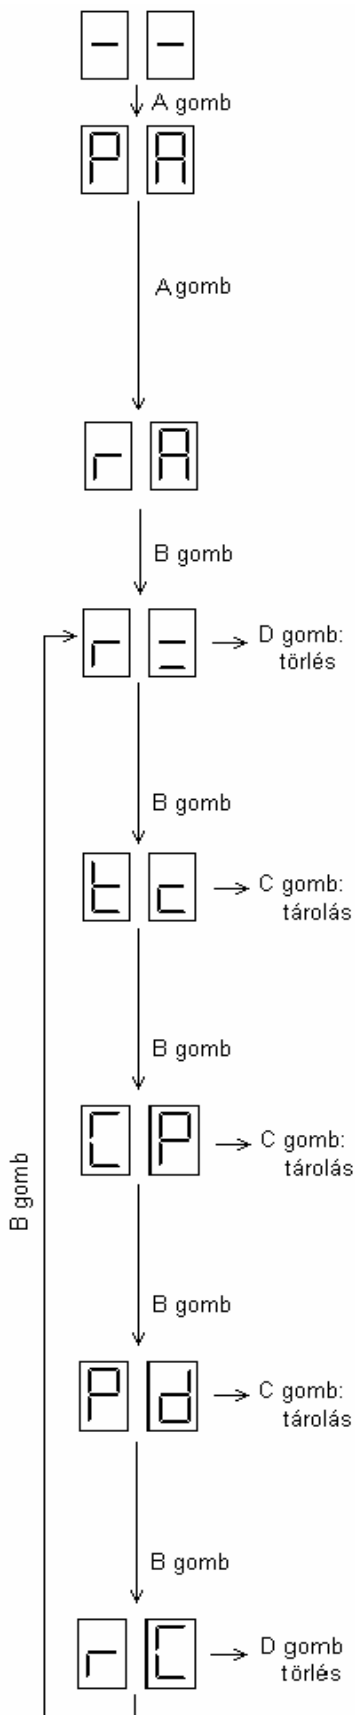 - -
A gomb
P A
A gomb
r A
B gomb
r =
D gomb:
törlés
B gomb
t c
C gomb:
tárolás
B gomb
C P
C gomb:
tárolás
B gomb
B gomb
P d
C gomb:
tárolás
B gomb
r C
D gomb
törlés